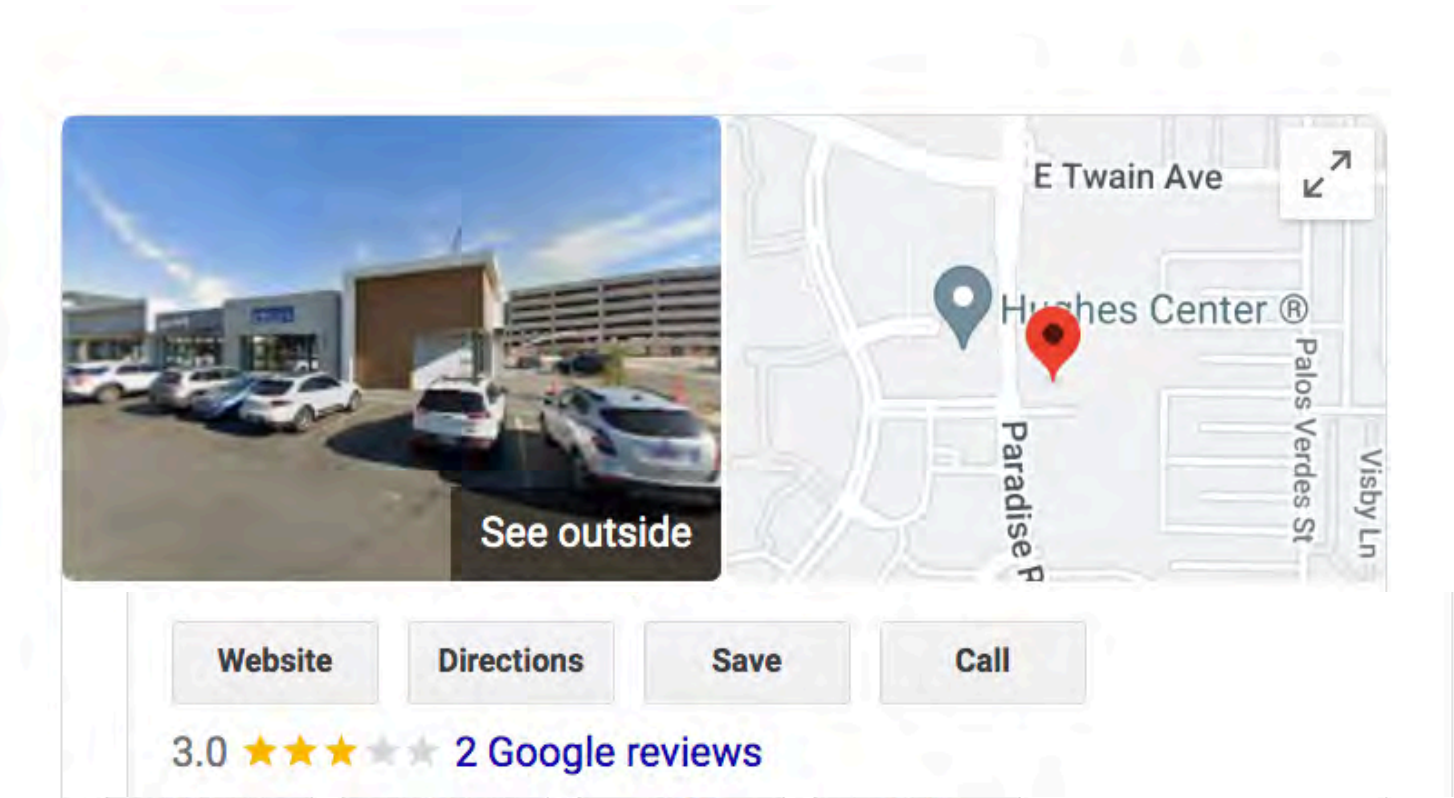 E Twain Ave
Hughes Center ®
Palos Verdes St
Visby Ln
Paradise R
See outside
Website
Directions
Save
Call
3.0
2 Google reviews